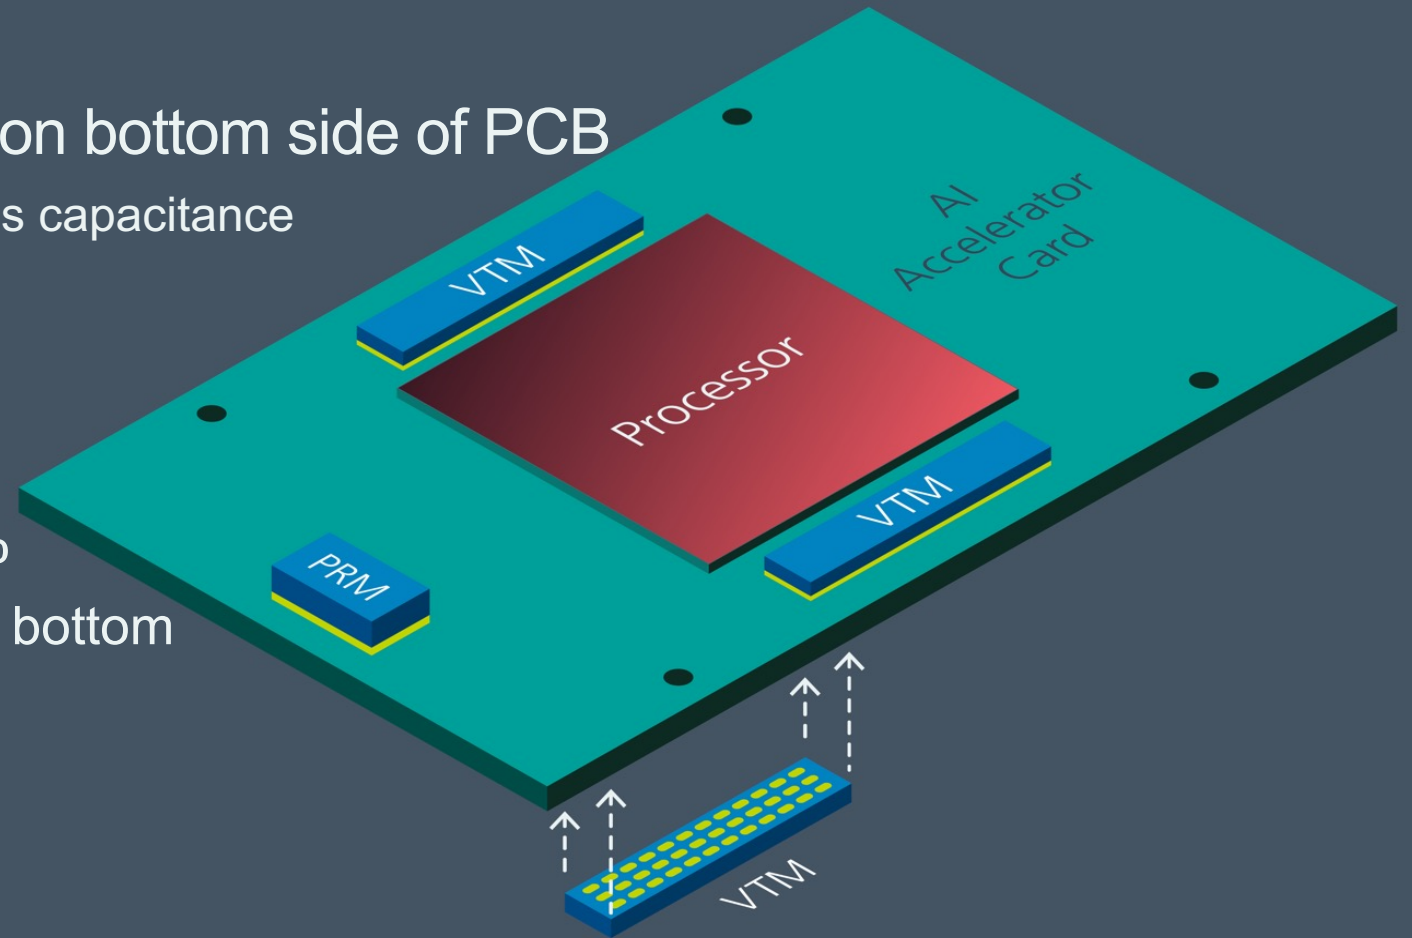 on bottom side of PCB
s capacitance
AI
Accelerator
Card
VTM
Processor
VTM
PRM
bottom
VTM